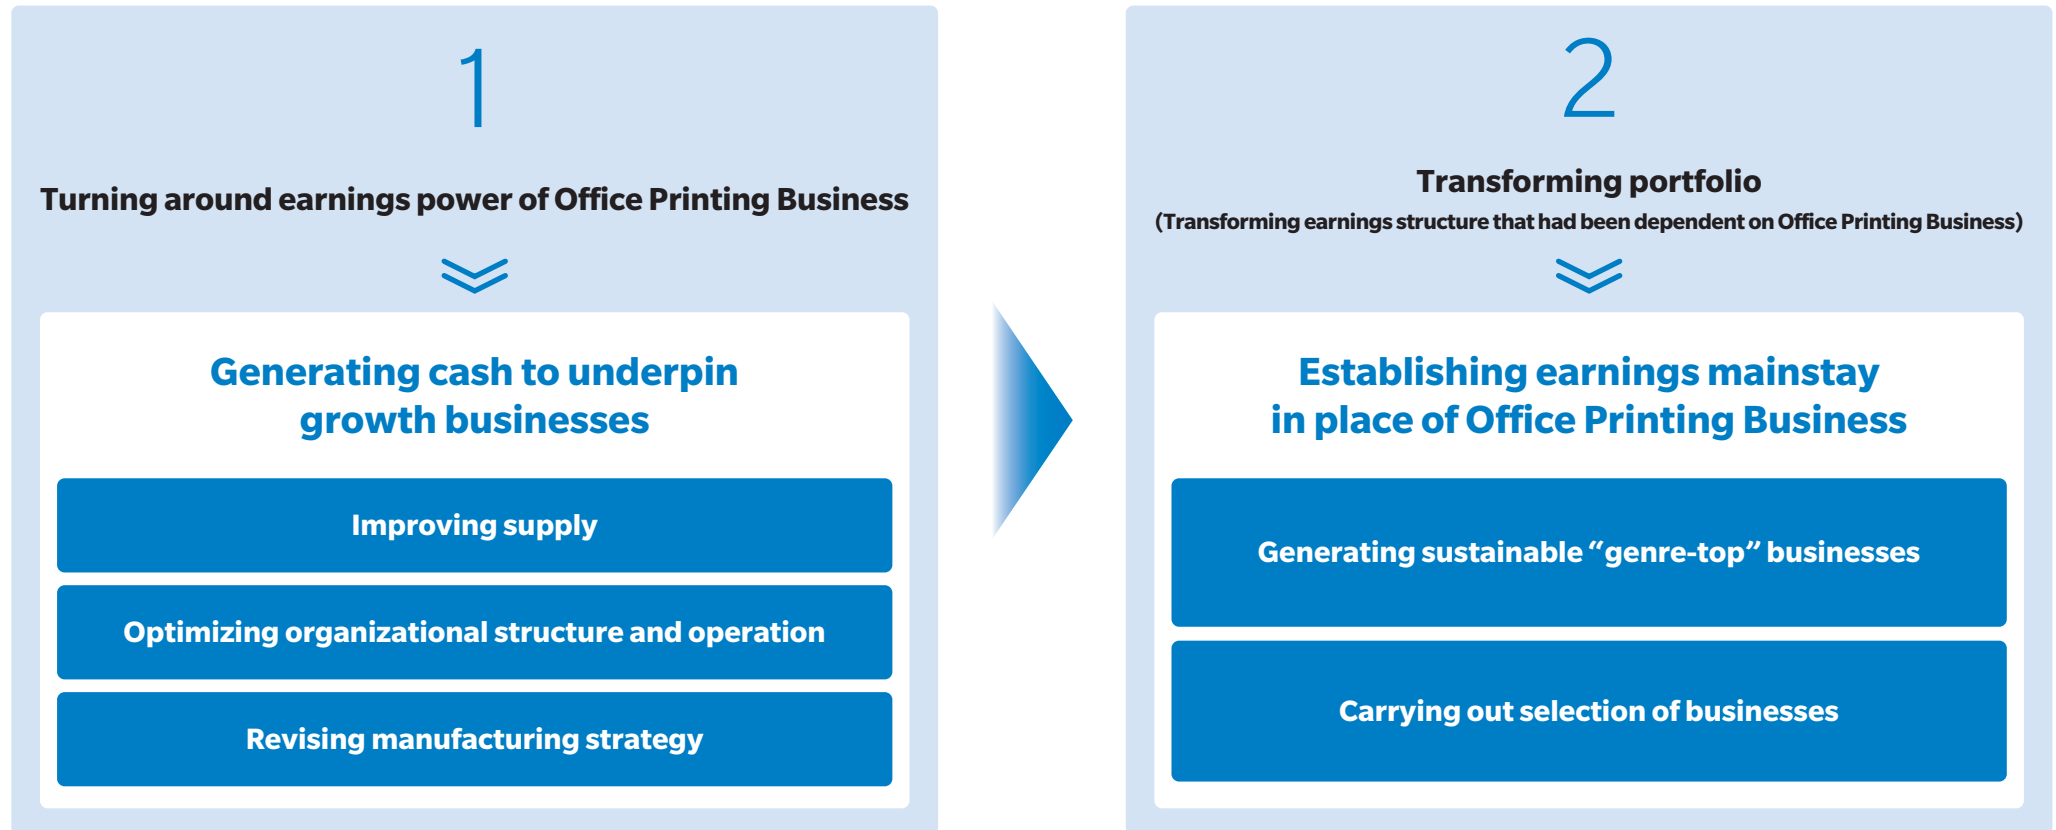 1
Turning around earnings power of Office Printing Business
Generating cash to underpin
growth businesses
Improving supply
Optimizing organizational structure and operation
Revising manufacturing strategy
2
Transforming portfolio
(Transforming earnings structure that had been dependent on Office Printing Business)
Establishing earnings mainstay
in place of Office Printing Business
Generating sustainable “genre-top” businesses
Carrying out selection of businesses